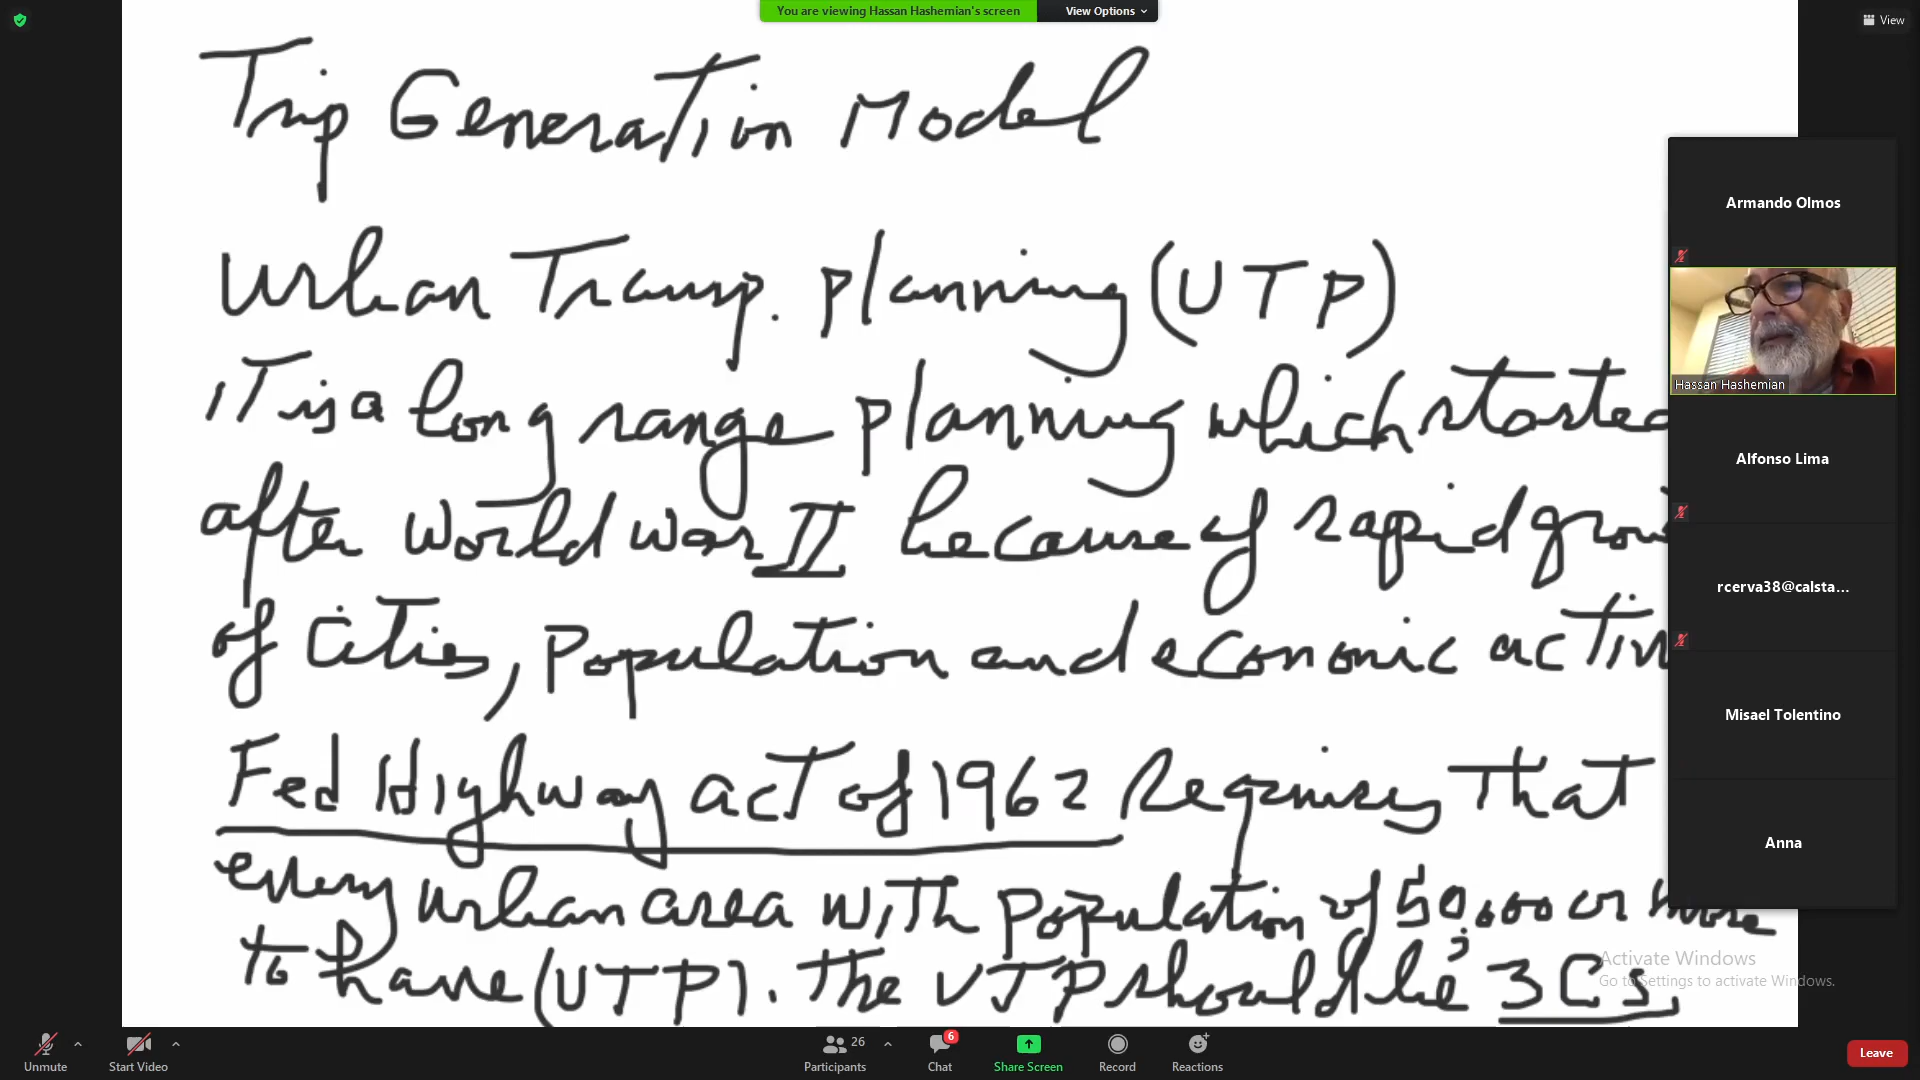 You are viewing Hassan Hashemian's screen
View Options
View
Trip Generation Model
Urban Transp. planning (UTP)
IT is a long range planning which started
after world war II because of rapid grow
of cities, population and economic activ
Fed Highway act of 1962 Requires that
every urban area with population of 50,000 or more
to have (UTP). The UTP should be "3 Cs,
Armando Olmos
Hassan Hashemian
Alfonso Lima
rcerva38@calsta...
Misael Tolentino
Anna
Activate Windows
Go to Settings to activate Windows.
Unmute
Start Video
Participants
26
Chat
6
Share Screen
Record
Reactions
Leave